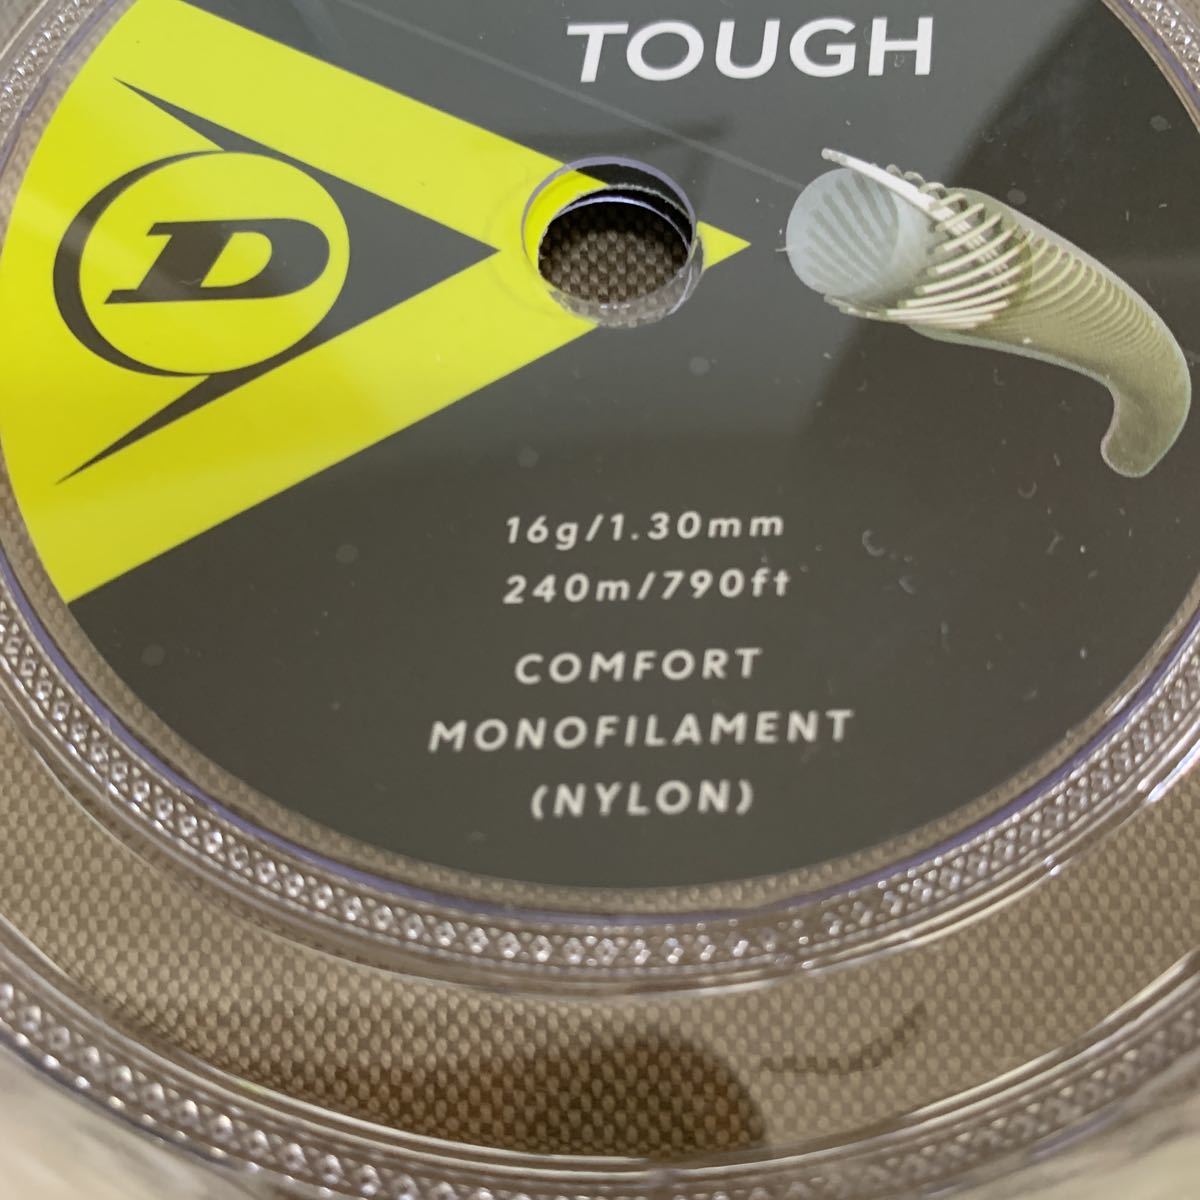 TOUGH
D
16g/1.30mm
240m/790ft
COMFORT
MONOFILAMENT
(NYLON)